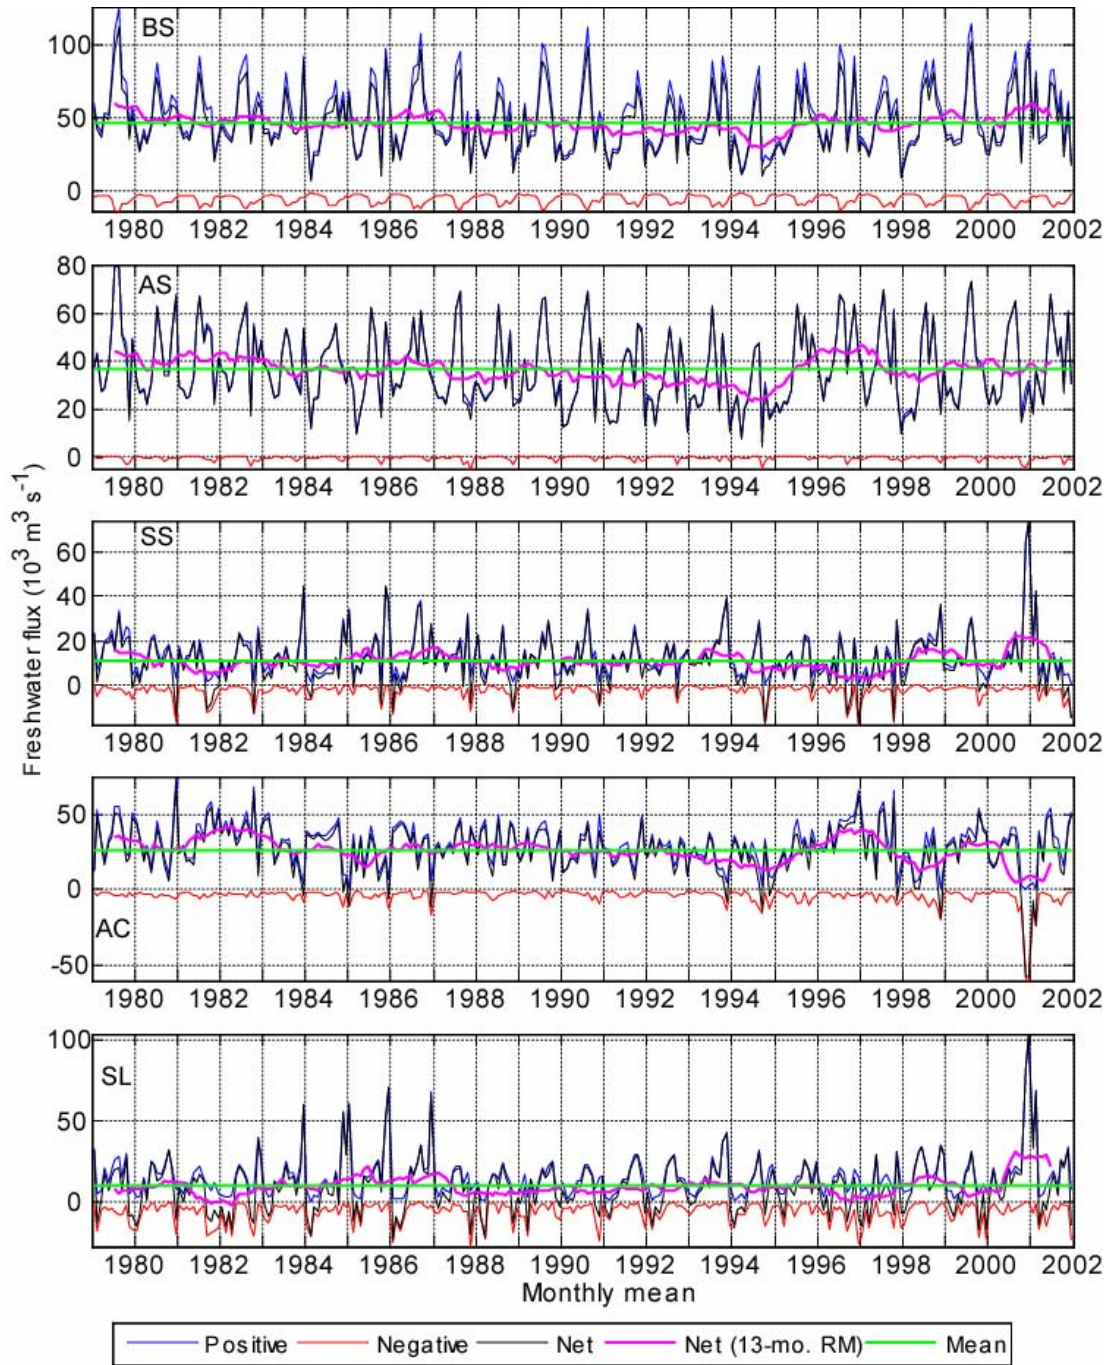 BS
100
50
0
1980 1982 1984 1986 1988 1990 1992 1994 1996 1998 2000 2002
AS
80
60
40
20
0
1980 1982 1984 1986 1988 1990 1992 1994 1996 1998 2000 2002
Freshwater flux (10³ m³ s⁻¹)
SS
60
40
20
0
1980 1982 1984 1986 1988 1990 1992 1994 1996 1998 2000 2002
50
0
AC
-50
1980 1982 1984 1986 1988 1990 1992 1994 1996 1998 2000 2002
100
SL
50
0
1980 1982 1984 1986 1988 1990 1992 1994 1996 1998 2000 2002
Monthly mean
Positive Negative Net Net (13-mo. RM) Mean